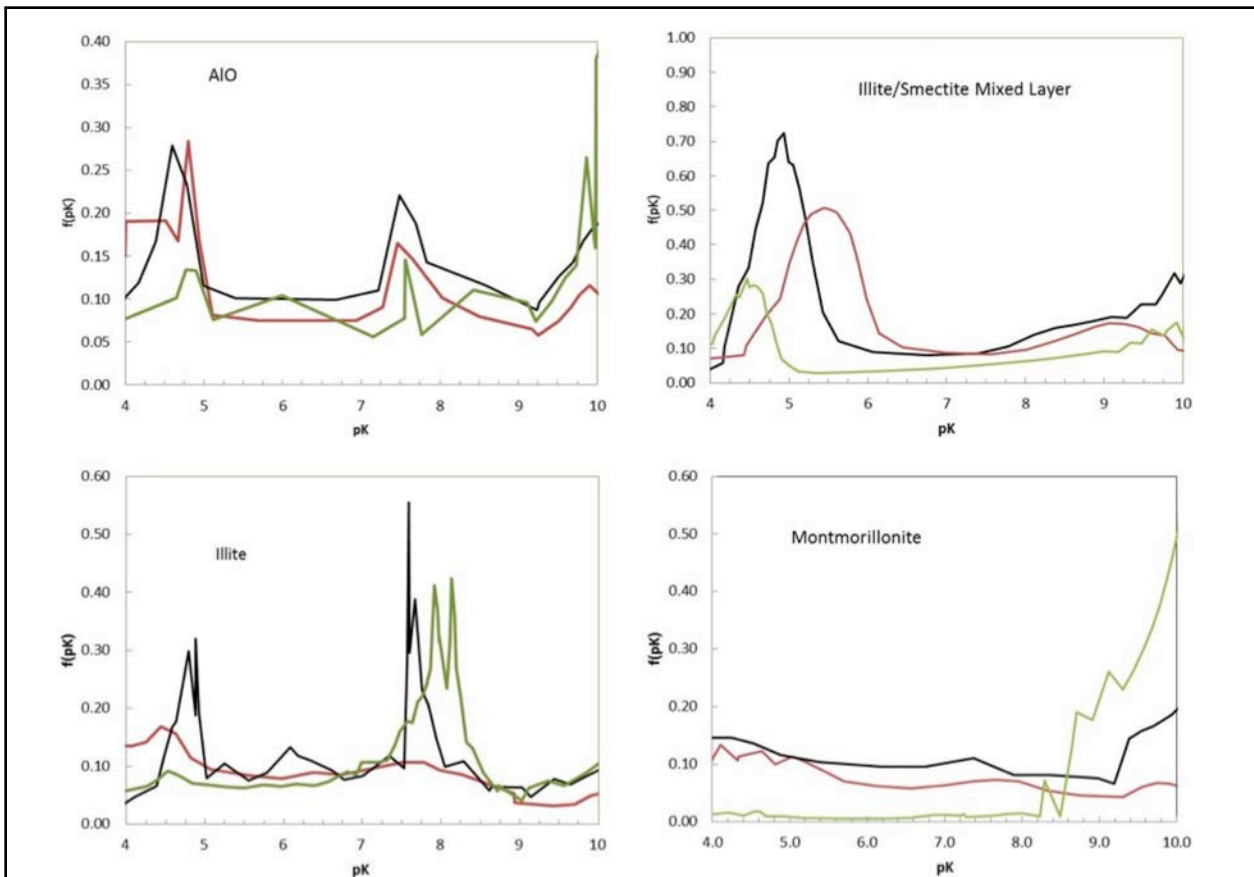 0.40
0.35
0.30
0.25
0.20
0.15
0.10
0.05
0.00
f(pK)
AlO
4 5 6 7 8 9 10
pK
1.00
0.90
0.80
0.70
0.60
0.50
0.40
0.30
0.20
0.10
0.00
f(pK)
Illite/Smectite Mixed Layer
4 5 6 7 8 9 10
pK
0.60
0.50
0.40
0.30
0.20
0.10
0.00
f(pK)
Illite
4 5 6 7 8 9 10
pK
0.60
0.50
0.40
0.30
0.20
0.10
0.00
f(pK)
Montmorillonite
4.0 5.0 6.0 7.0 8.0 9.0 10.0
pK